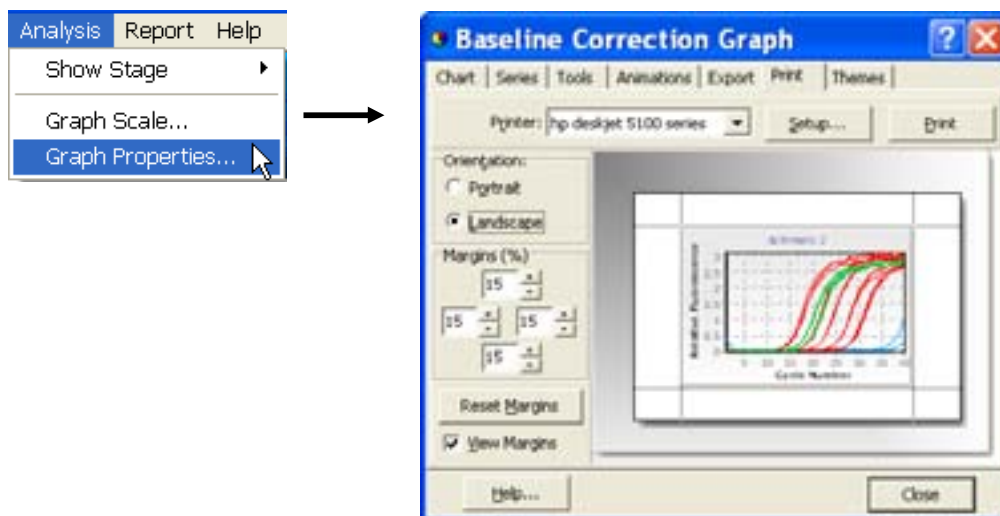 Analysis Report Help
Show Stage
Graph Scale...
Graph Properties...
Baseline Correction Graph
Chart Series Tools Animations Export Print Themes
Printer: hp deskjet 5100 series Setup... Print
Orientation:
Portrait
Landscape
Margins (%)
15
15 15
15
Reset Margins
View Margins
Cycle Number
Help... Close